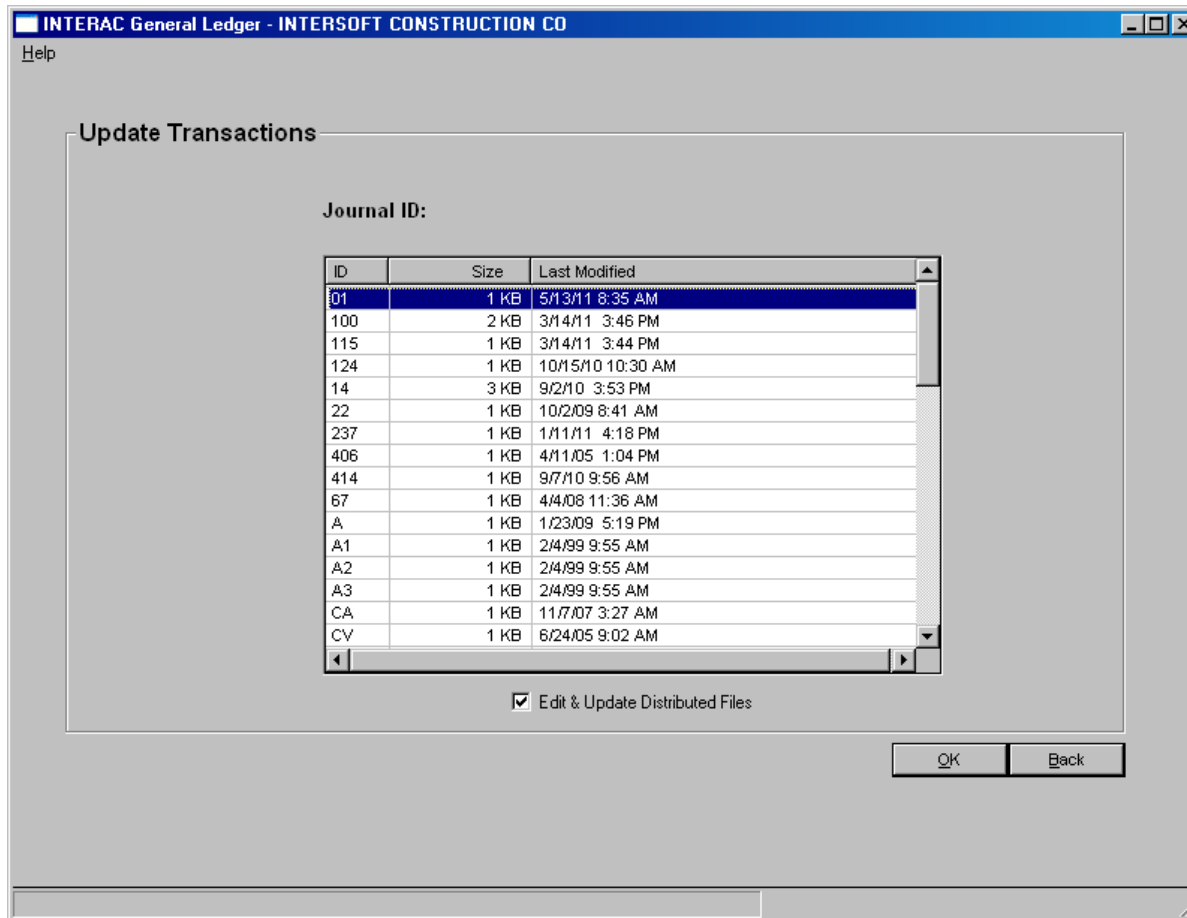 INTERAC General Ledger - INTERSOFT CONSTRUCTION CO
Help
Update Transactions
Journal ID:
ID Size Last Modified
01 1 KB 5/13/11 8:35 AM
100 2 KB 3/14/11 3:46 PM
115 1 KB 3/14/11 3:44 PM
124 1 KB 10/15/10 10:30 AM
14 3 KB 9/2/10 3:53 PM
22 1 KB 10/2/09 8:41 AM
237 1 KB 1/11/11 4:18 PM
406 1 KB 4/11/05 1:04 PM
414 1 KB 9/7/10 9:56 AM
67 1 KB 4/4/08 11:36 AM
A 1 KB 1/23/09 5:19 PM
A1 1 KB 2/4/99 9:55 AM
A2 1 KB 2/4/99 9:55 AM
A3 1 KB 2/4/99 9:55 AM
CA 1 KB 11/7/07 3:27 AM
CV 1 KB 6/24/05 9:02 AM
Edit & Update Distributed Files
OK Back